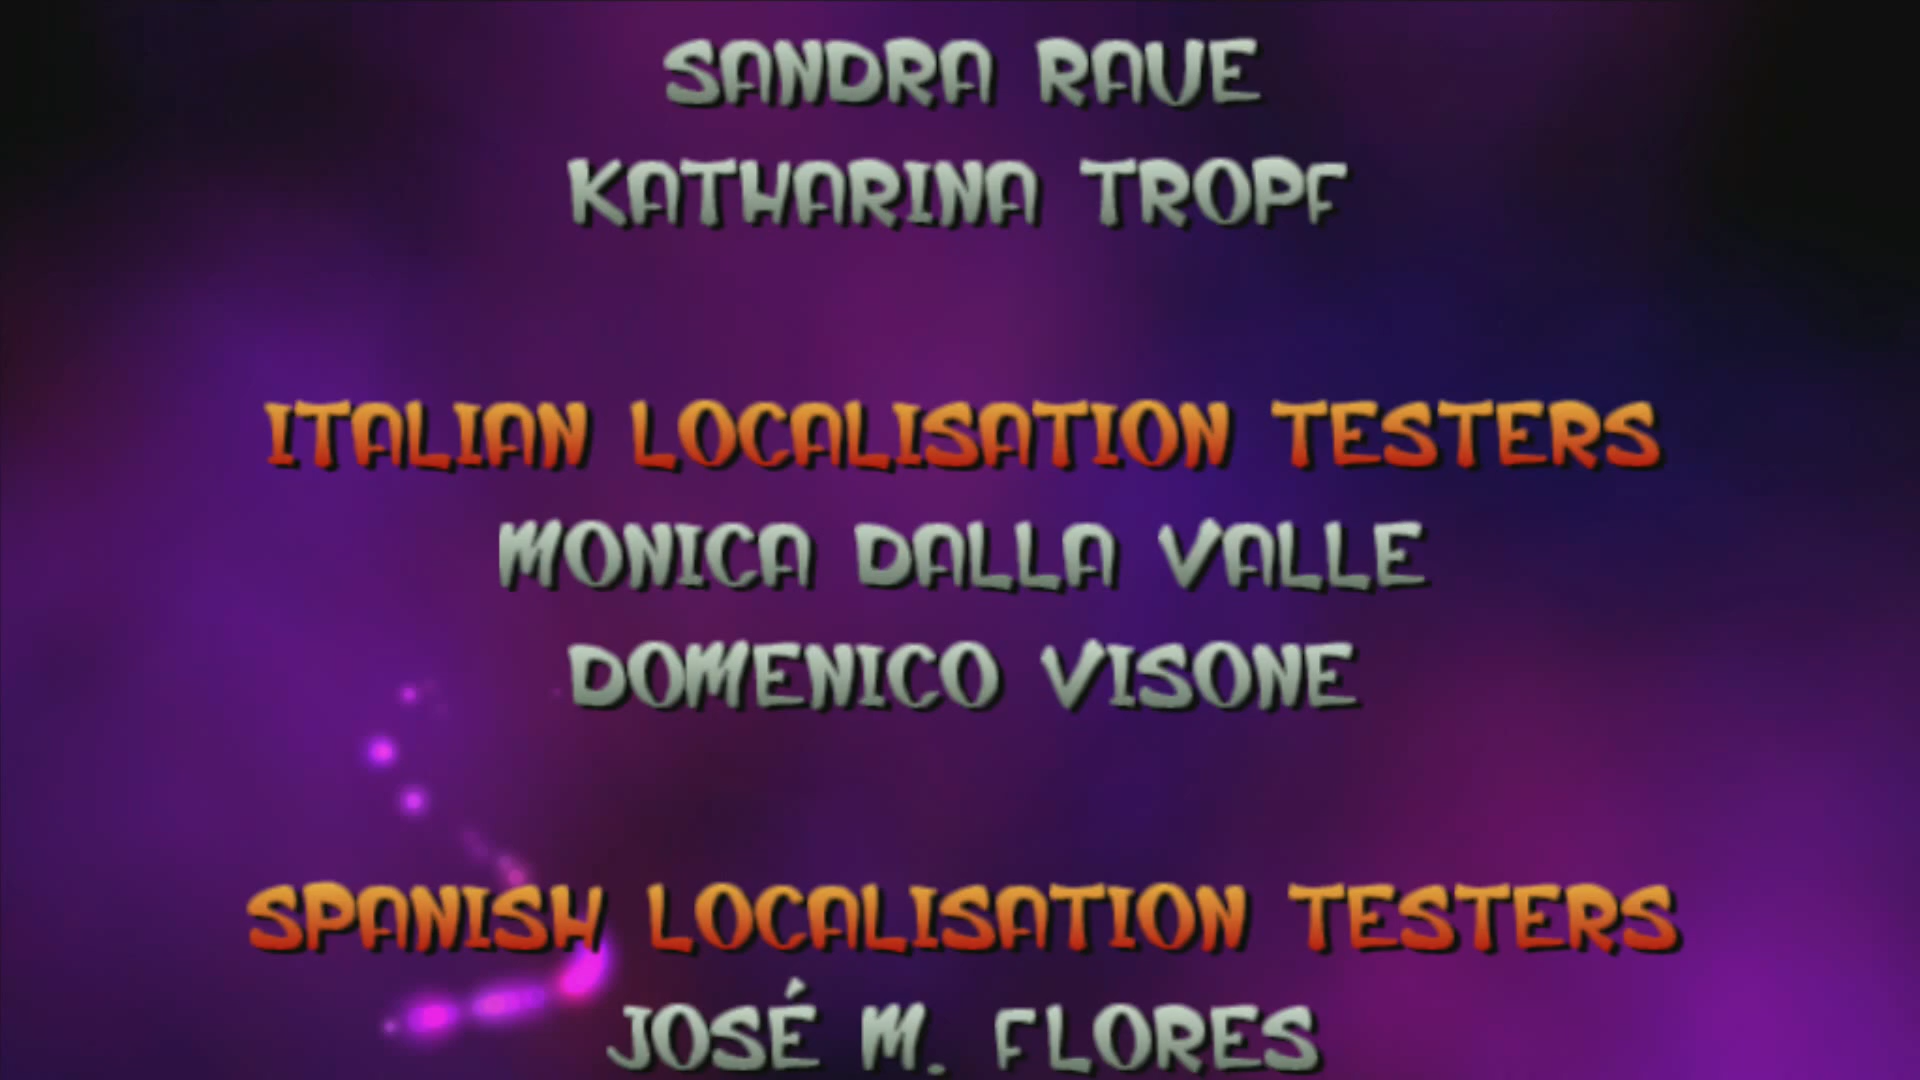 SANDRA RAUE
KATHARINA TROPF
ITALIAN LOCALISATION TESTERS
MONICA DALLA VALLE
DOMENICO VISONE
SPANISH LOCALISATION TESTERS
JOSÉ M. FLORES